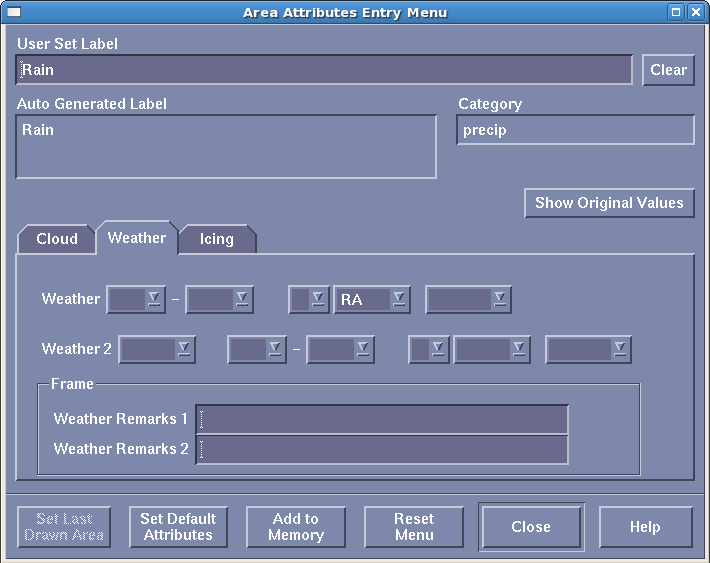 Area Attributes Entry Menu
User Set Label
Rain
Clear
Auto Generated Label
Category
Rain
precip
Show Original Values
Cloud
Weather
Icing
Weather – RA
Weather 2 –
Frame
Weather Remarks 1
Weather Remarks 2
Set Last
Drawn Area
Set Default
Attributes
Add to
Memory
Reset
Menu
Close
Help